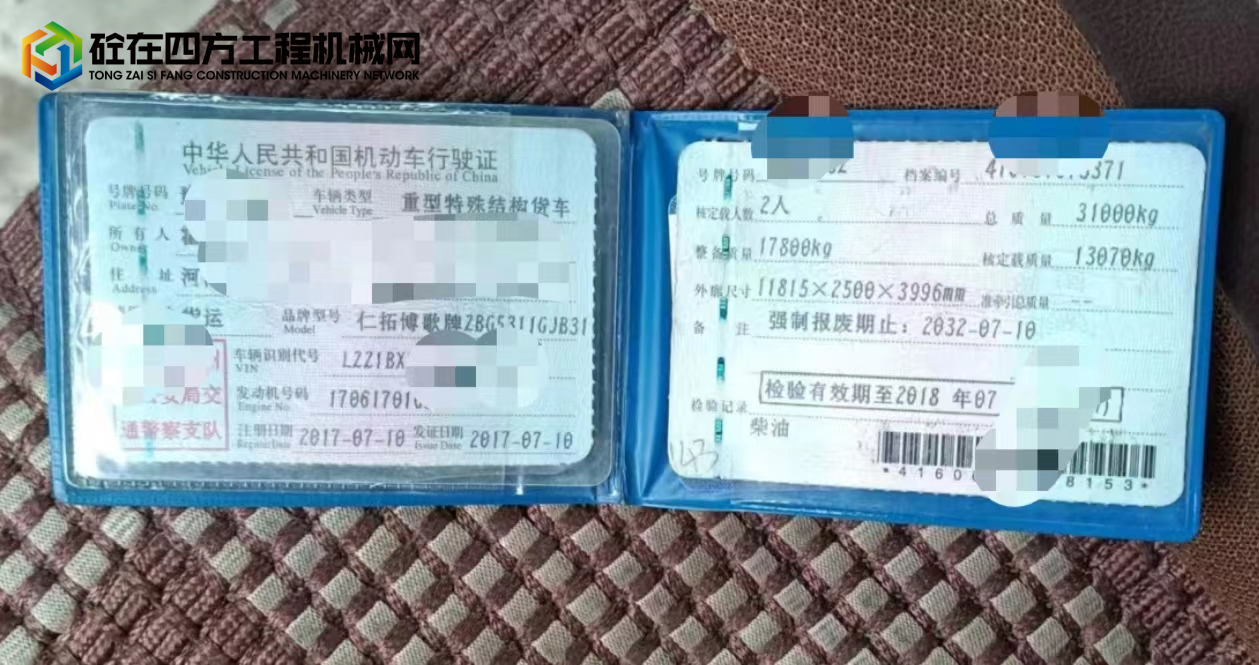 砼在四方工程机械网
TONG ZAI SI FANG CONSTRUCTION MACHINERY NETWORK
中华人民共和国机动车行驶证
Vehicle License of the People's Republic of China
号牌号码 车辆类型 重型特殊结构货车
Plate No. Vehicle Type
所有人
Owner
住址 河
Address
货运 品牌型号 仁拓博歌牌ZBG5311GJB31
Model
车辆识别代号 LZZ1BX
VIN
发动机号码 170617010
Engine No.
局交
通警察支队
注册日期 2017-07-10 发证日期 2017-07-10
Register Date Issue Date
号牌号码 档案编号 371
核定载人数 2人 总质量 31000kg
整备质量 17800kg 核定载质量 13070kg
外廓尺寸 11815×2500×3996mm 准牵引总质量 --
备注 强制报废期止：2032-07-10
检验有效期至2018 年07
检验记录
柴油
*4160 8153*